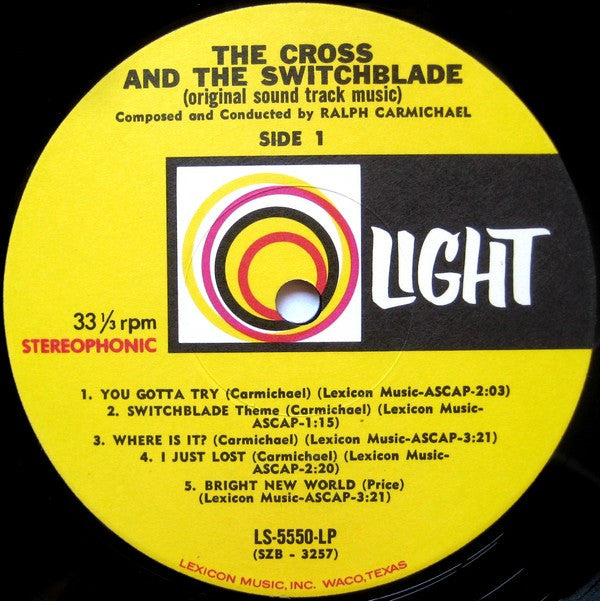 THE CROSS
AND THE SWITCHBLADE
(original sound track music)
Composed and Conducted by RALPH CARMICHAEL
SIDE 1
LIGHT
33 ⅓ rpm
STEREOPHONIC
1. YOU GOTTA TRY (Carmichael) (Lexicon Music-ASCAP-2:03)
2. SWITCHBLADE Theme (Carmichael) (Lexicon Music-
ASCAP-1:15)
3. WHERE IS IT? (Carmichael) (Lexicon Music-ASCAP-3:21)
4. I JUST LOST (Carmichael) (Lexicon Music-
ASCAP-2:20)
5. BRIGHT NEW WORLD (Price)
(Lexicon Music-ASCAP-3:21)
LS-5550-LP
(SZB - 3257)
LEXICON MUSIC, INC. WACO, TEXAS